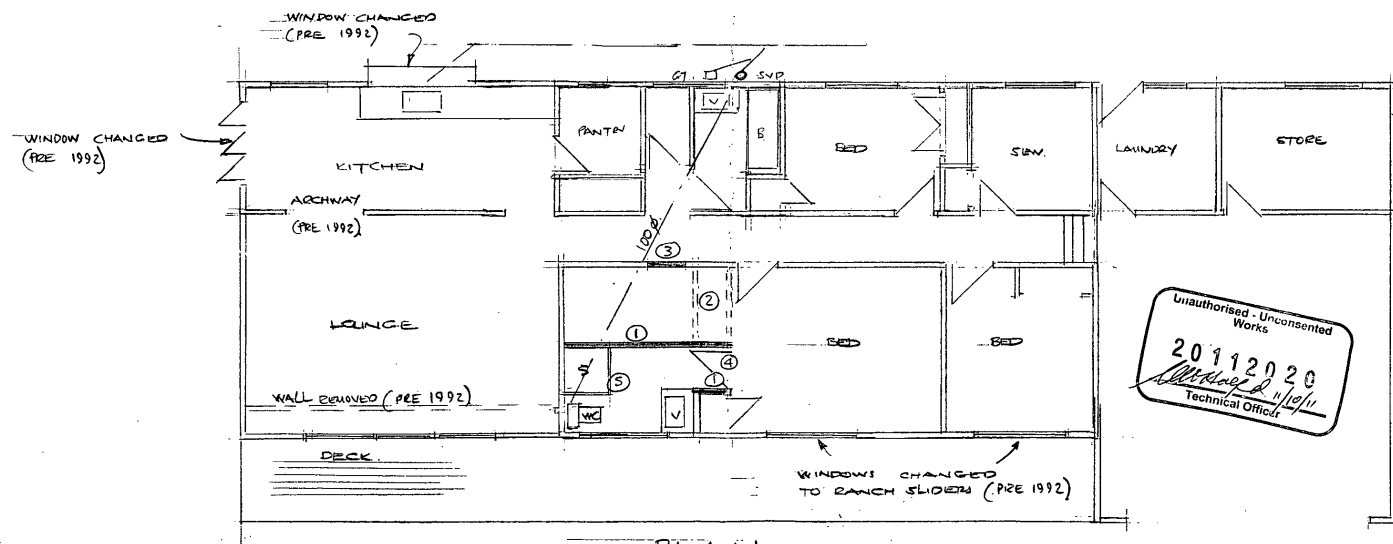 WINDOW CHANGED
(PRE 1992)
GT
SVP
WINDOW CHANGED
(PRE 1992)
KITCHEN
PANTRY
V
B
BED
SEW.
LAUNDRY
STORE
ARCHWAY
(PRE 1992)
100 ϕ
③
②
①
LOUNGE
BED
BED
④
①
S
⑤
WC
V
WALL REMOVED (PRE 1992)
DECK.
WINDOWS CHANGED
TO RANCH SLIDERS (PRE 1992)
Unauthorised - Unconsented
Works
20112020
11/10/11
Technical Officer